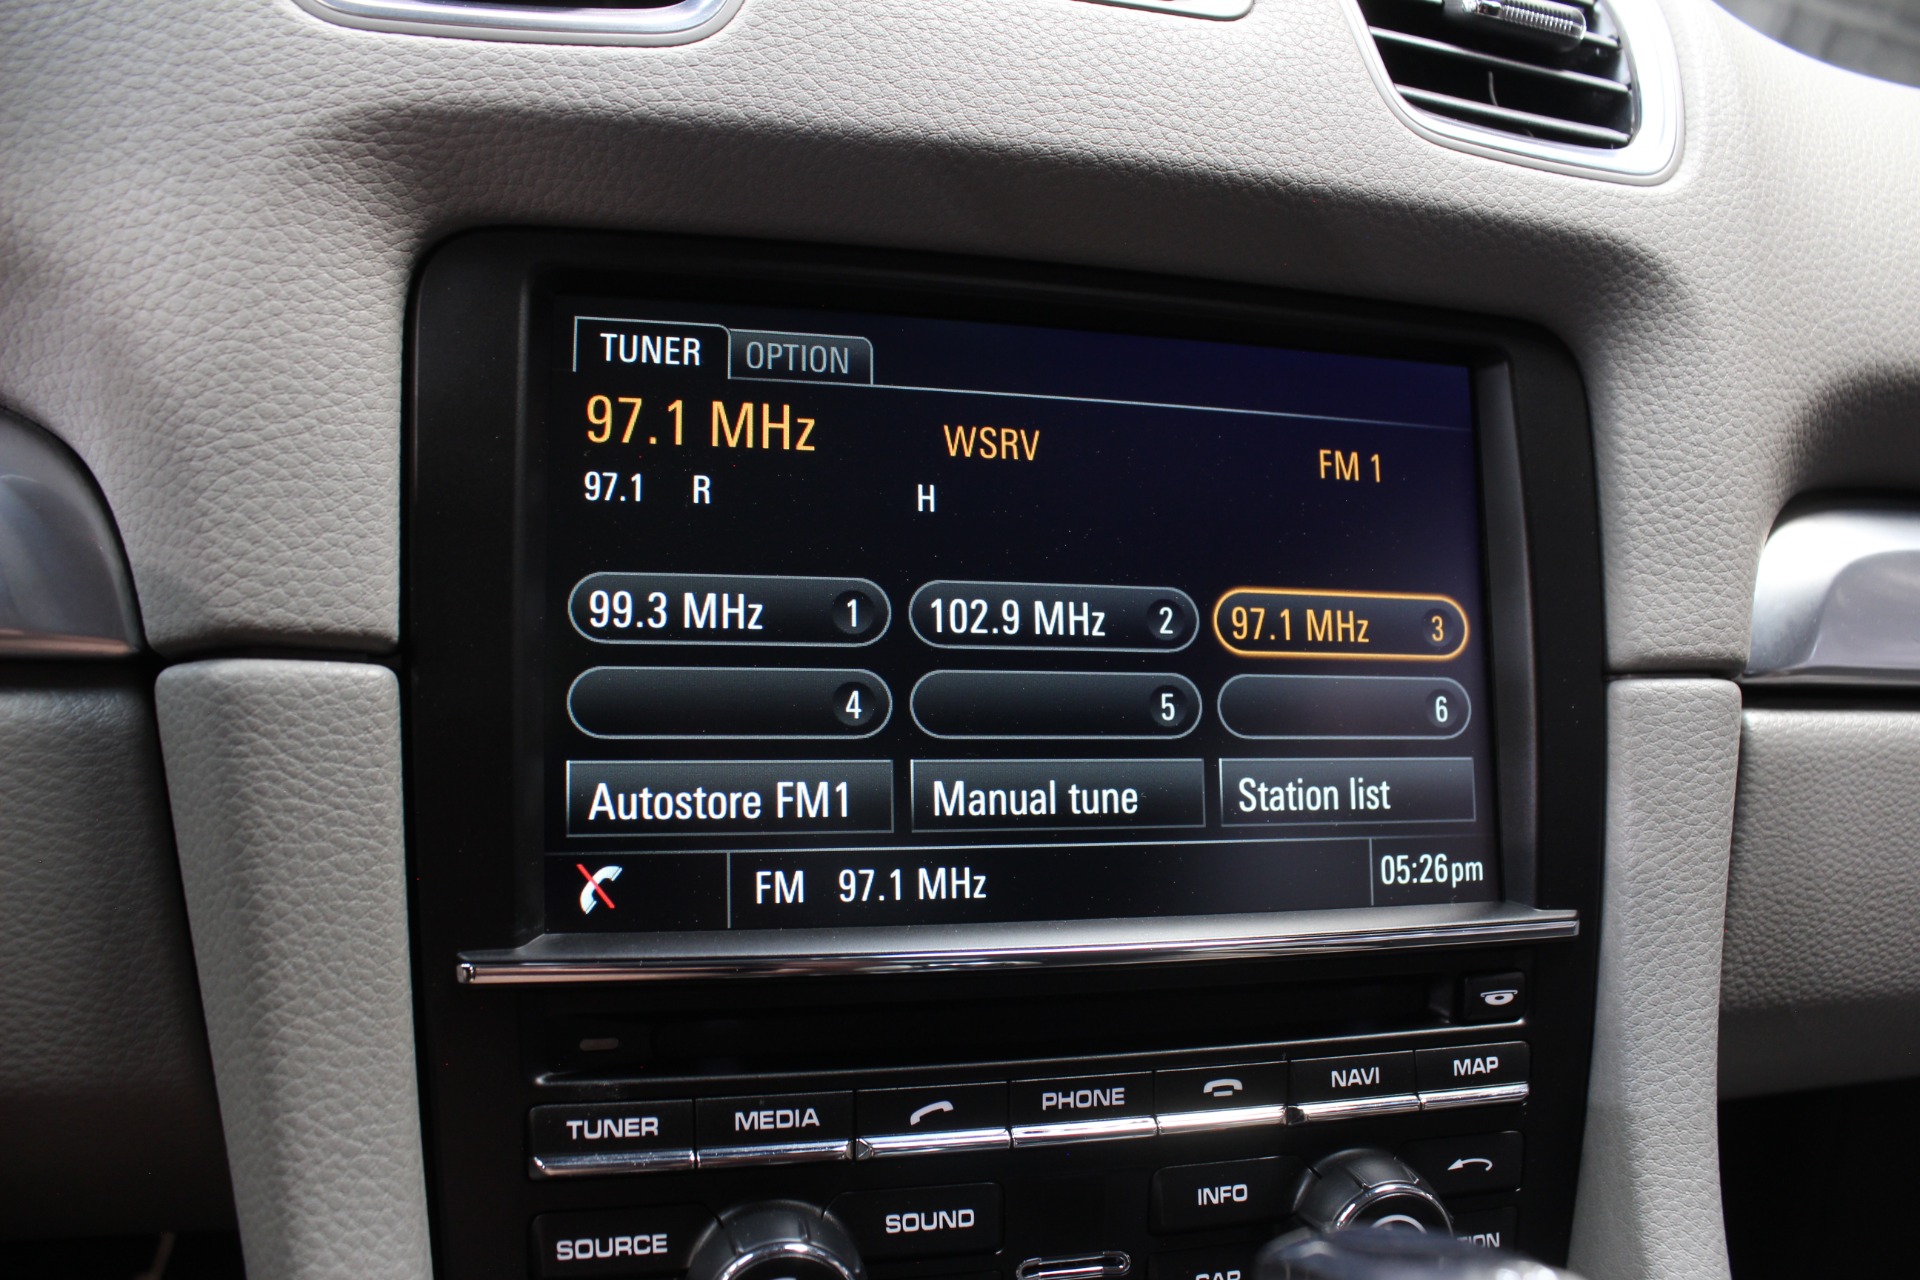 TUNER OPTION
97.1 MHz WSRV FM 1
97.1 R H
99.3 MHz 1 102.9 MHz 2 97.1 MHz 3
4 5 6
Autostore FM1 Manual tune Station list
FM 97.1 MHz 05:26pm
TUNER MEDIA PHONE NAVI MAP
SOURCE SOUND INFO